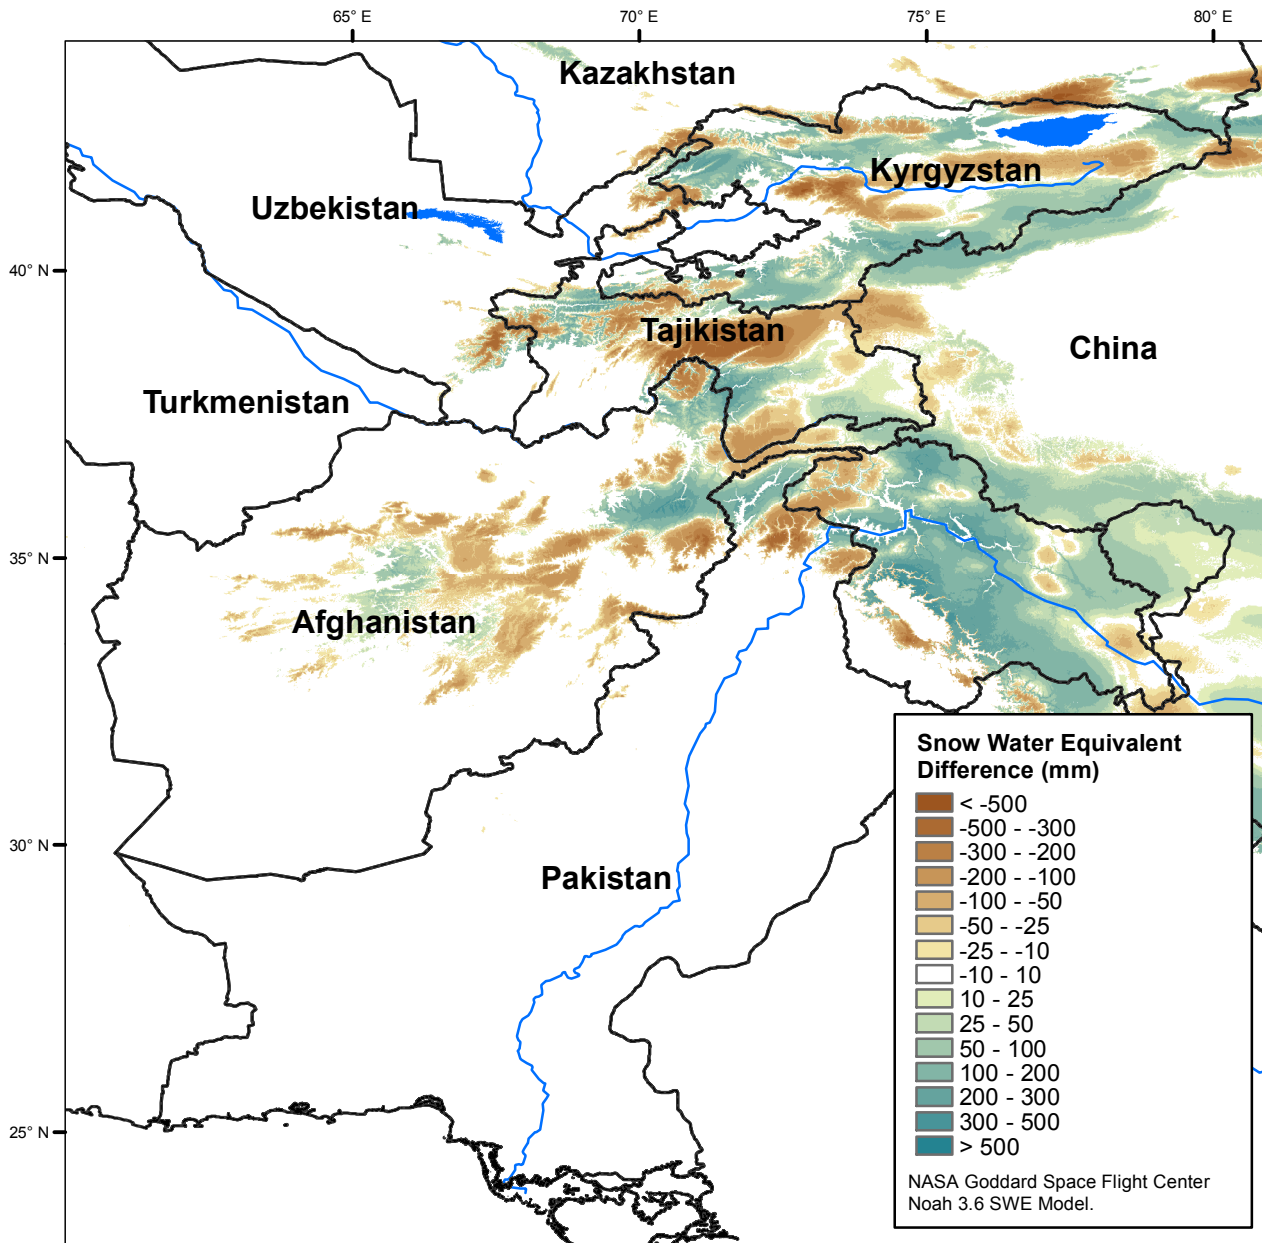 65° E
70° E
75° E
80° E
Kazakhstan
Kyrgyzstan
Uzbekistan
40° N
Tajikistan
China
Turkmenistan
35° N
Afghanistan
30° N
Pakistan
25° N
Snow Water Equivalent
Difference (mm)
< -500
-500 - -300
-300 - -200
-200 - -100
-100 - -50
-50 - -25
-25 - -10
-10 - 10
10 - 25
25 - 50
50 - 100
100 - 200
200 - 300
300 - 500
> 500
NASA Goddard Space Flight Center
Noah 3.6 SWE Model.